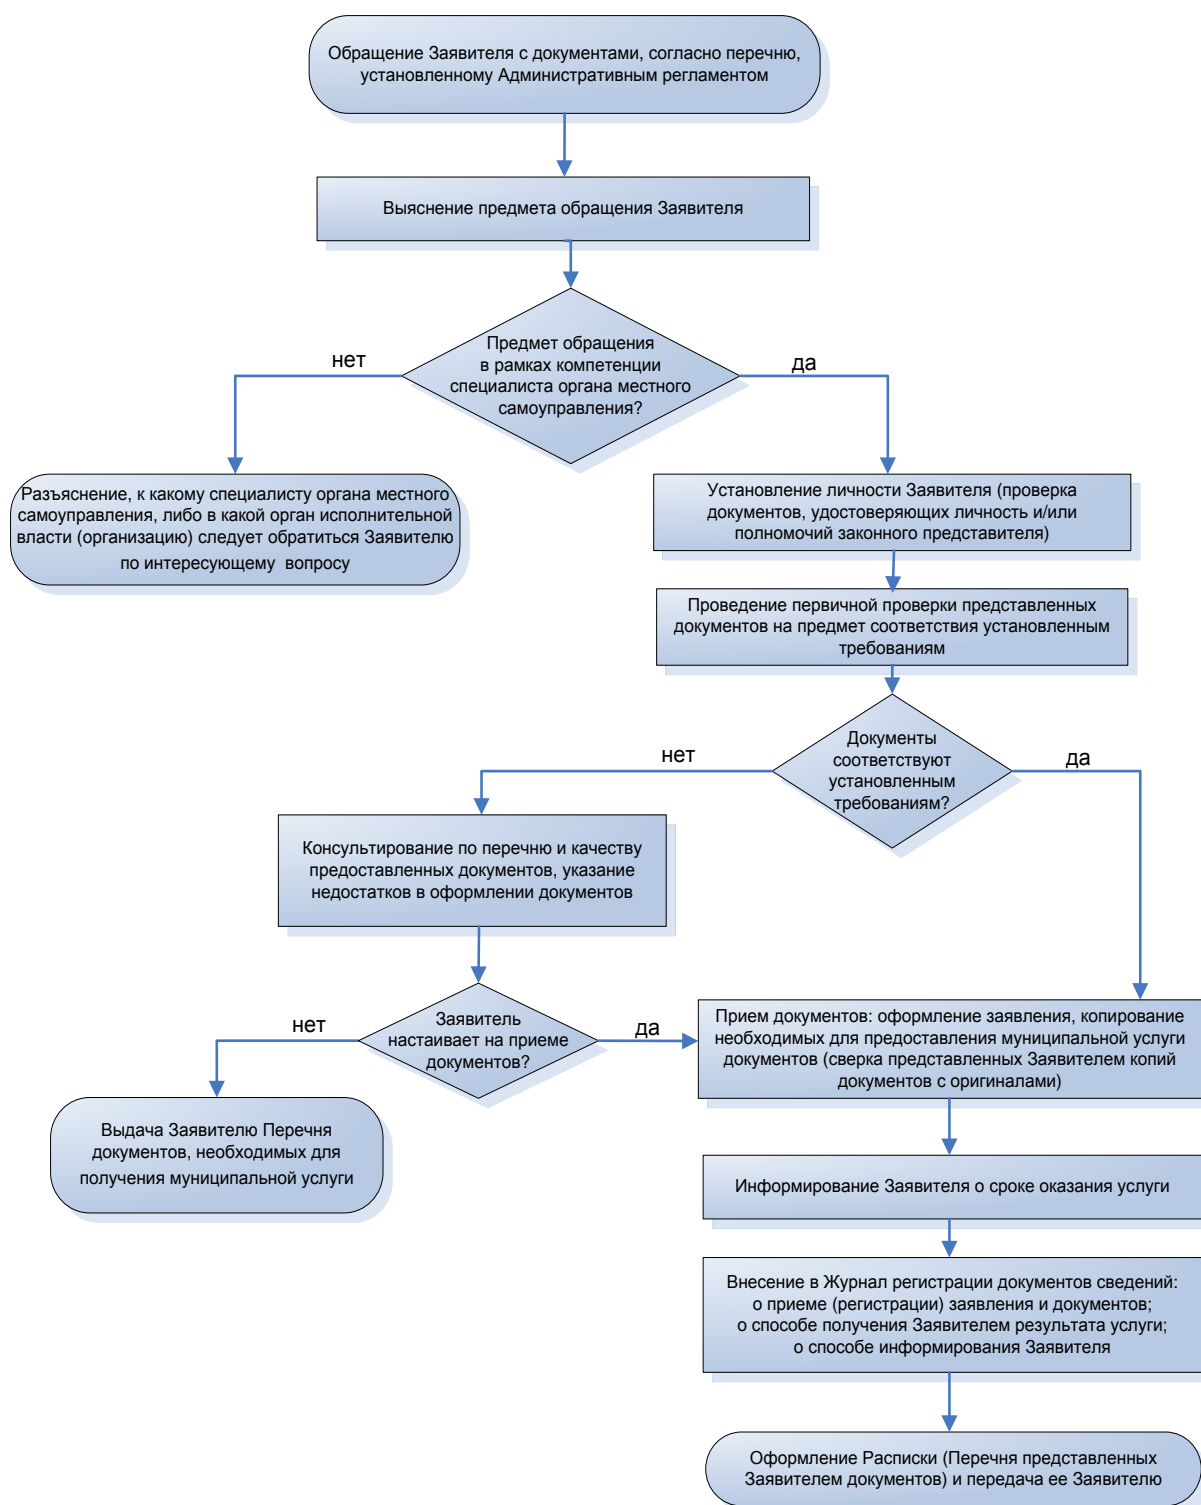 Обращение Заявителя с документами, согласно перечню,
установленному Административным регламентом
Выяснение предмета обращения Заявителя
Предмет обращения
в рамках компетенции
специалиста органа местного
самоуправления?
нет
да
Разъяснение, к какому специалисту органа местного
самоуправления, либо в какой орган исполнительной
власти (организацию) следует обратиться Заявителю
по интересующему  вопросу
Установление личности Заявителя (проверка
документов, удостоверяющих личность и/или
полномочий законного представителя)
Проведение первичной проверки представленных
документов на предмет соответствия установленным
требованиям
Документы
соответствуют
установленным
требованиям?
нет
да
Консультирование по перечню и качеству
предоставленных документов, указание
недостатков в оформлении документов
Заявитель
настаивает на приеме
документов?
нет
да
Выдача Заявителю Перечня
документов, необходимых для
получения муниципальной услуги
Прием документов: оформление заявления, копирование
необходимых для предоставления муниципальной услуги
документов (сверка представленных Заявителем копий
документов с оригиналами)
Информирование Заявителя о сроке оказания услуги
Внесение в Журнал регистрации документов сведений:
о приеме (регистрации) заявления и документов;
о способе получения Заявителем результата услуги;
о способе информирования Заявителя
Оформление Расписки (Перечня представленных
Заявителем документов) и передача ее Заявителю